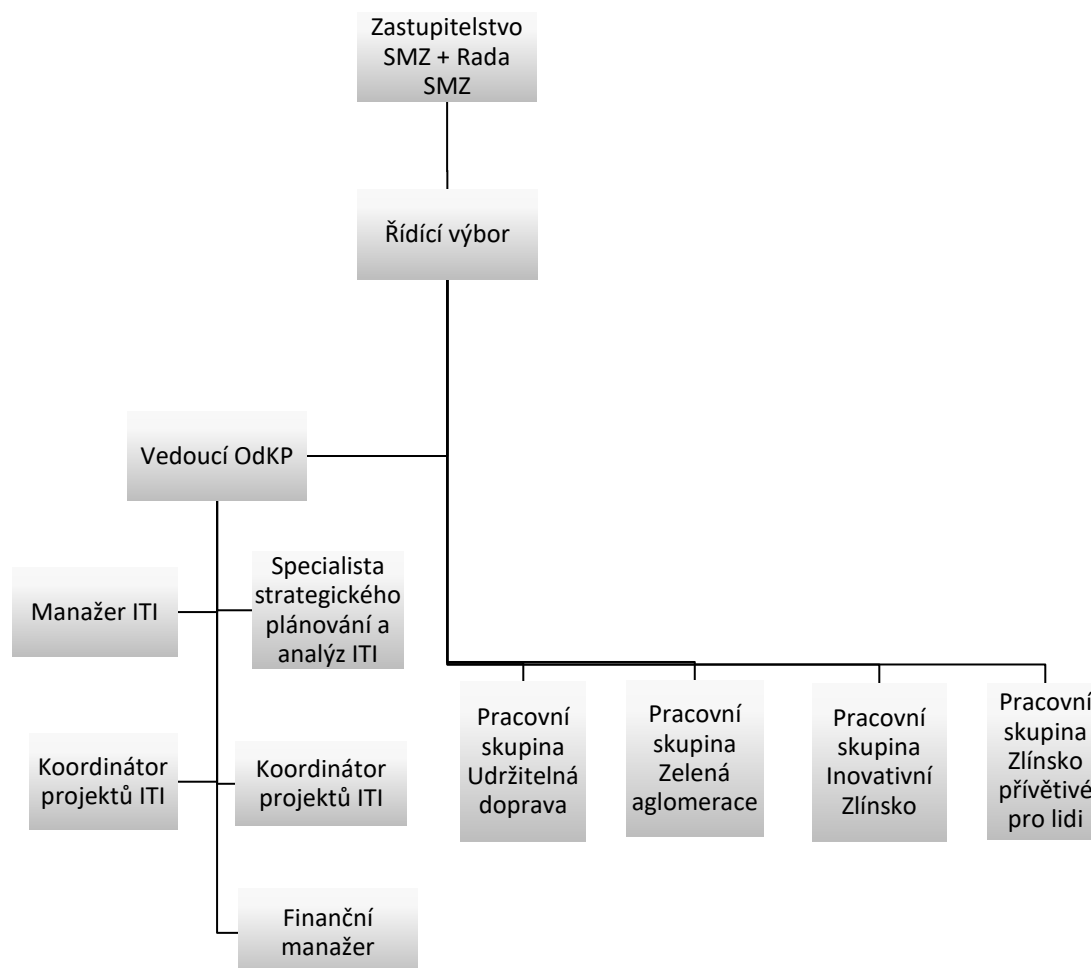 Zastupitelstvo
SMZ + Rada
SMZ
Řídící výbor
Vedoucí OdKP
Manažer ITI
Specialista
strategického
plánování a
analýz ITI
Koordinátor
projektů ITI
Koordinátor
projektů ITI
Finanční
manažer
Pracovní
skupina
Udržitelná
doprava
Pracovní
skupina
Zelená
aglomerace
Pracovní
skupina
Inovativní
Zlínsko
Pracovní
skupina
Zlínsko
přívětivé
pro lidi